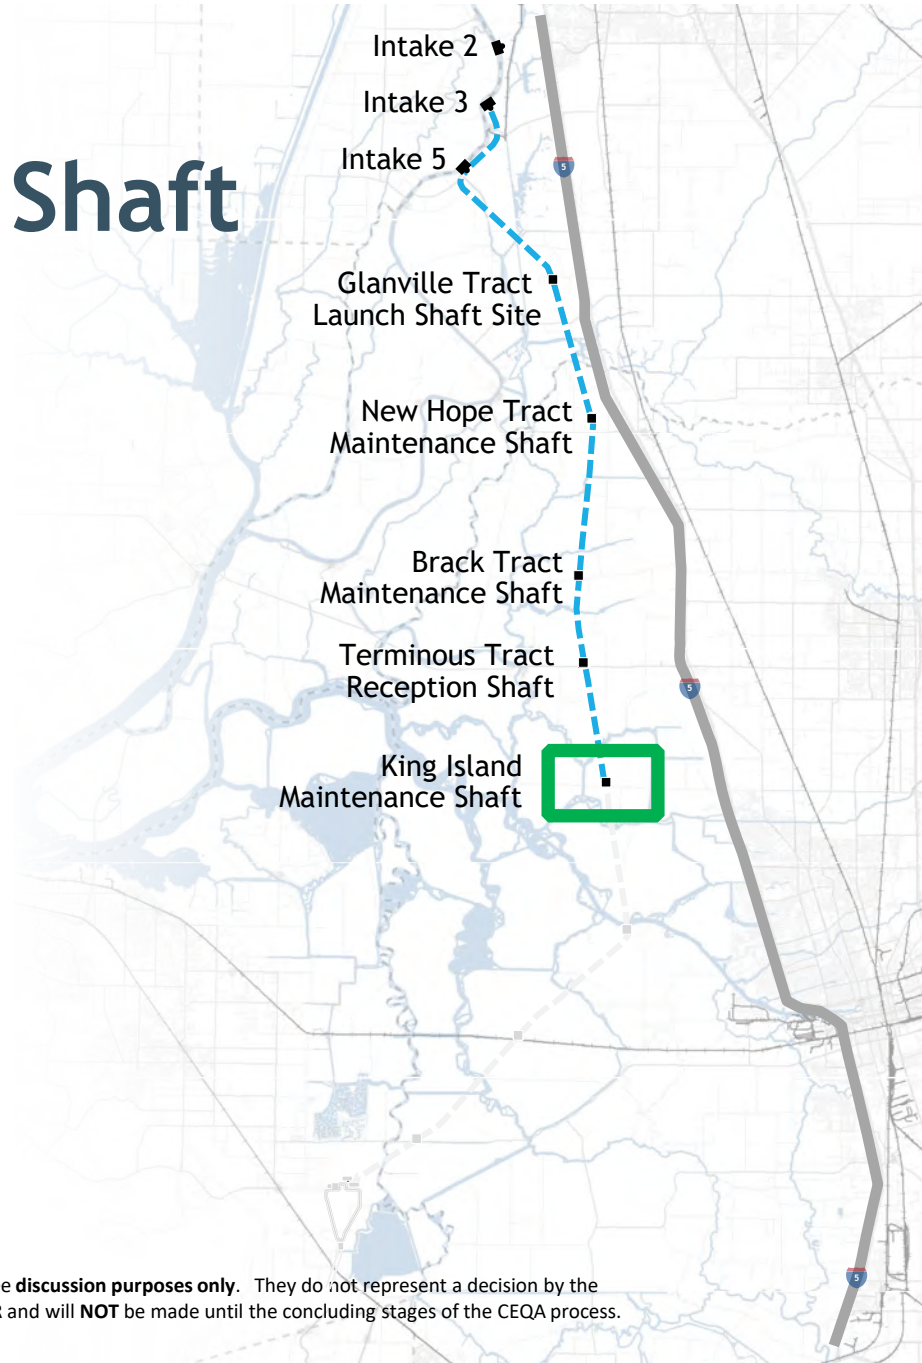 Intake 2
Intake 3
Intake 5
Shaft
5
Glanville Tract
Launch Shaft Site
New Hope Tract
Maintenance Shaft
Brack Tract
Maintenance Shaft
Terminous Tract
Reception Shaft
5
King Island
Maintenance Shaft
5
e discussion purposes only. They do not represent a decision by the
R and will NOT be made until the concluding stages of the CEQA process.